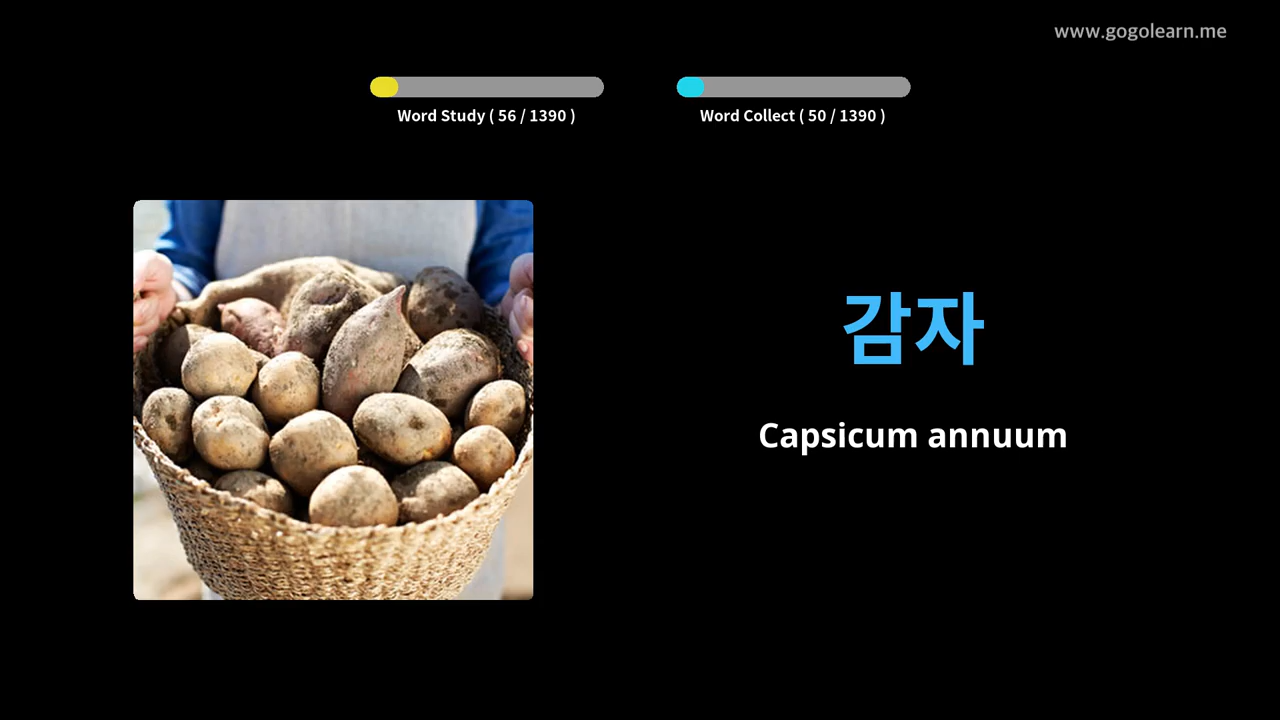 www.gogolearn.me
Word Study ( 56 / 1390 )
Word Collect ( 50 / 1390 )
감자
Capsicum annuum